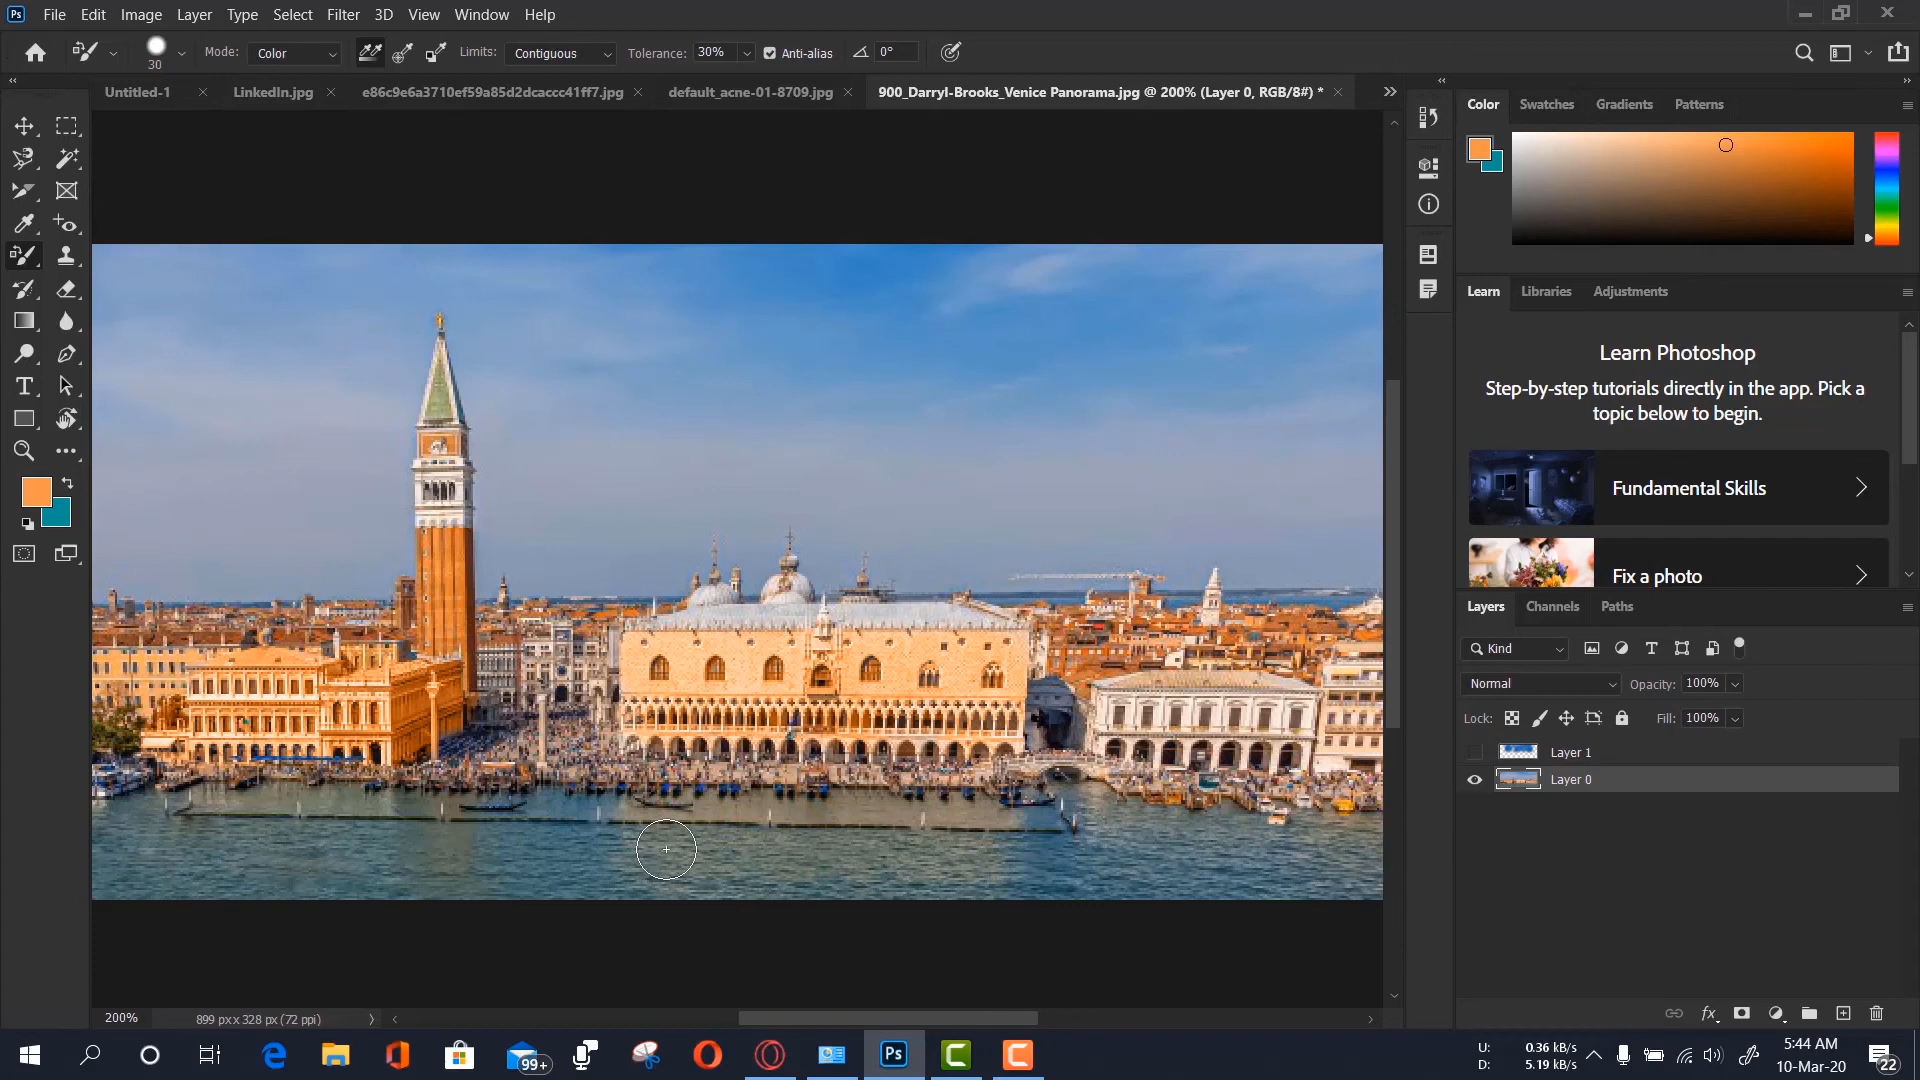 Ps File Edit Image Layer Type Select Filter 3D View Window Help
30 Mode: Color Limits: Contiguous Tolerance: 30% Anti-alias 0°
Untitled-1 × LinkedIn.jpg × e86c9e6a3710ef59a85d2dcaccc41ff7.jpg × default_acne-01-8709.jpg × 900_Darryl-Brooks_Venice Panorama.jpg @ 200% (Layer 0, RGB/8#) * ×
Color Swatches Gradients Patterns
Learn Libraries Adjustments
Learn Photoshop
Step-by-step tutorials directly in the app. Pick a
topic below to begin.
Fundamental Skills
Fix a photo
Layers Channels Paths
Kind
Normal Opacity: 100%
Lock: Fill: 100%
Layer 1
Layer 0
200% 899 px x 328 px (72 ppi)
99+ Ps
U: 0.36 kB/s
D: 5.19 kB/s
5:44 AM
10-Mar-20
22